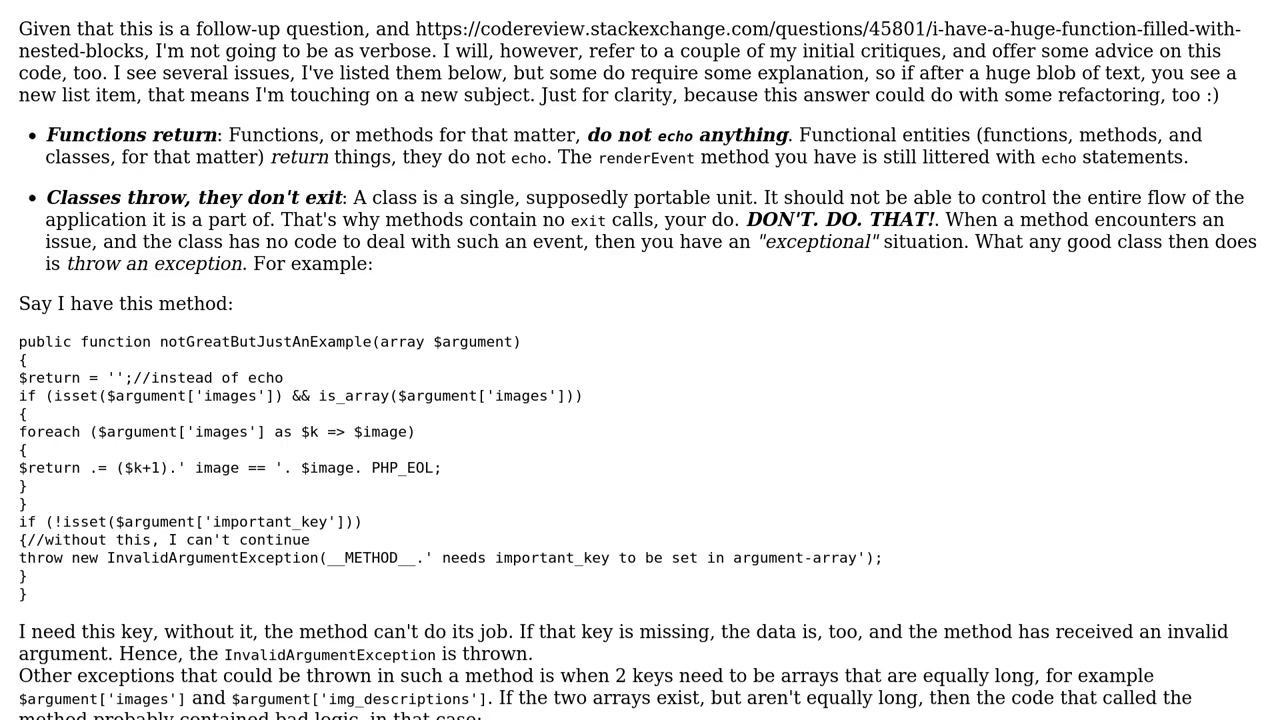 Given that this is a follow-up question, and https://codereview.stackexchange.com/questions/45801/i-have-a-huge-function-filled-with-
nested-blocks, I'm not going to be as verbose. I will, however, refer to a couple of my initial critiques, and offer some advice on this
code, too. I see several issues, I've listed them below, but some do require some explanation, so if after a huge blob of text, you see a
new list item, that means I'm touching on a new subject. Just for clarity, because this answer could do with some refactoring, too :)
• Functions return: Functions, or methods for that matter, do not echo anything. Functional entities (functions, methods, and
classes, for that matter) return things, they do not echo. The renderEvent method you have is still littered with echo statements.
• Classes throw, they don't exit: A class is a single, supposedly portable unit. It should not be able to control the entire flow of the
application it is a part of. That's why methods contain no exit calls, your do. DON'T. DO. THAT!. When a method encounters an
issue, and the class has no code to deal with such an event, then you have an "exceptional" situation. What any good class then does
is throw an exception. For example:
Say I have this method:
public function notGreatButJustAnExample(array $argument)
{
$return = '';//instead of echo
if (isset($argument['images']) && is_array($argument['images']))
{
foreach ($argument['images'] as $k => $image)
{
$return .= ($k+1).' image == '. $image. PHP_EOL;
}
}
if (!isset($argument['important_key']))
{//without this, I can't continue
throw new InvalidArgumentException(__METHOD__.' needs important_key to be set in argument-array');
}
}
I need this key, without it, the method can't do its job. If that key is missing, the data is, too, and the method has received an invalid
argument. Hence, the InvalidArgumentException is thrown.
Other exceptions that could be thrown in such a method is when 2 keys need to be arrays that are equally long, for example
$argument['images'] and $argument['img_descriptions']. If the two arrays exist, but aren't equally long, then the code that called the
method probably contained bad logic, in that case: